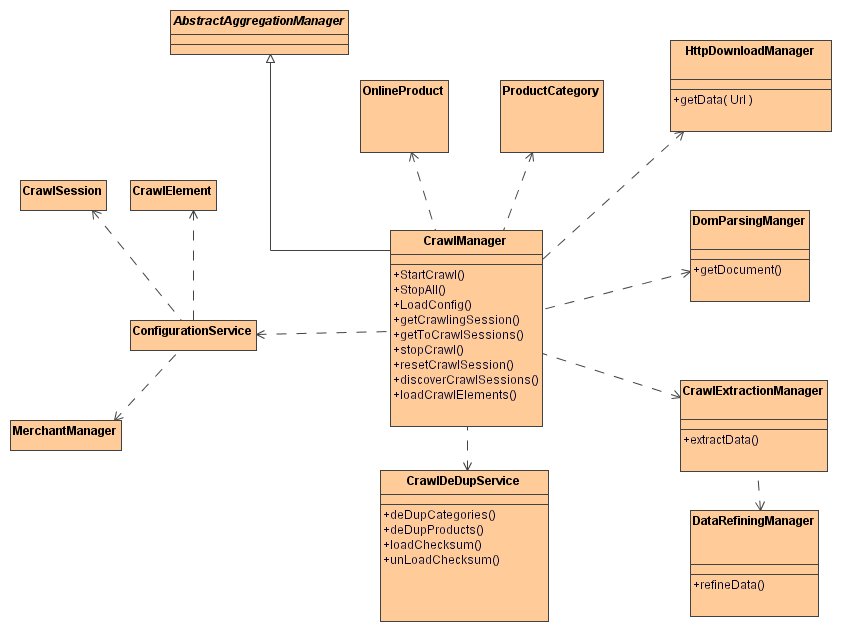 AbstractAggregationManager
HttpDownloadManager
+getData( Url )
OnlineProduct
ProductCategory
CrawlSession
CrawlElement
DomParsingManger
+getDocument()
CrawlManager
+StartCrawl()
+StopAll()
+LoadConfig()
+getCrawlingSession()
+getToCrawlSessions()
+stopCrawl()
+resetCrawlSession()
+discoverCrawlSessions()
+loadCrawlElements()
ConfigurationService
MerchantManager
CrawlExtractionManager
+extractData()
CrawlDeDupService
+deDupCategories()
+deDupProducts()
+loadChecksum()
+unLoadChecksum()
DataRefiningManager
+refineData()